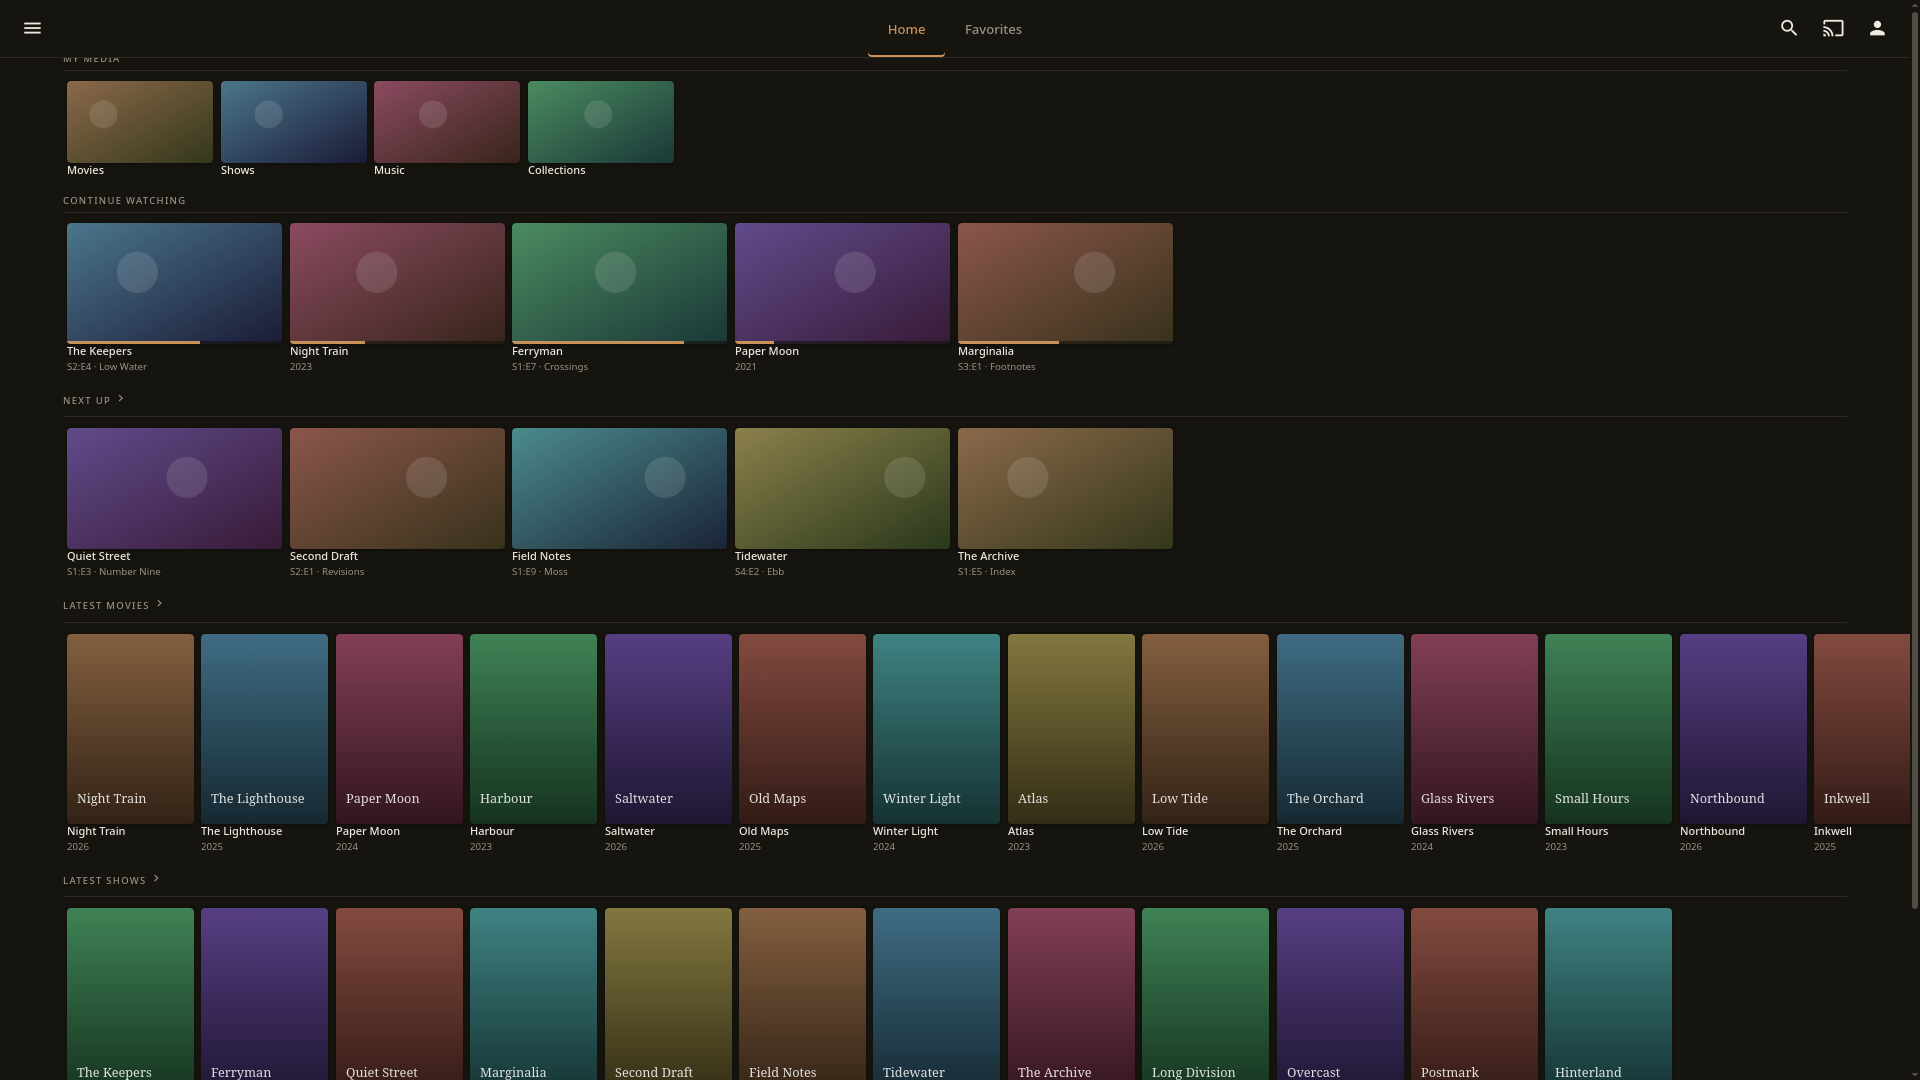 Home Favorites
MY MEDIA
Movies Shows Music Collections
CONTINUE WATCHING
The Keepers Night Train Ferryman Paper Moon Marginalia
S2:E4 · Low Water 2023 S1:E7 · Crossings 2021 S3:E1 · Footnotes
NEXT UP
Quiet Street Second Draft Field Notes Tidewater The Archive
S1:E3 · Number Nine S2:E1 · Revisions S1:E9 · Moss S4:E2 · Ebb S1:E5 · Index
LATEST MOVIES
Night Train The Lighthouse Paper Moon Harbour Saltwater Old Maps Winter Light Atlas Low Tide The Orchard Glass Rivers Small Hours Northbound Inkwell
Night Train The Lighthouse Paper Moon Harbour Saltwater Old Maps Winter Light Atlas Low Tide The Orchard Glass Rivers Small Hours Northbound Inkwell
2026 2025 2024 2023 2026 2025 2024 2023 2026 2025 2024 2023 2026 2025
LATEST SHOWS
The Keepers Ferryman Quiet Street Marginalia Second Draft Field Notes Tidewater The Archive Long Division Overcast Postmark Hinterland